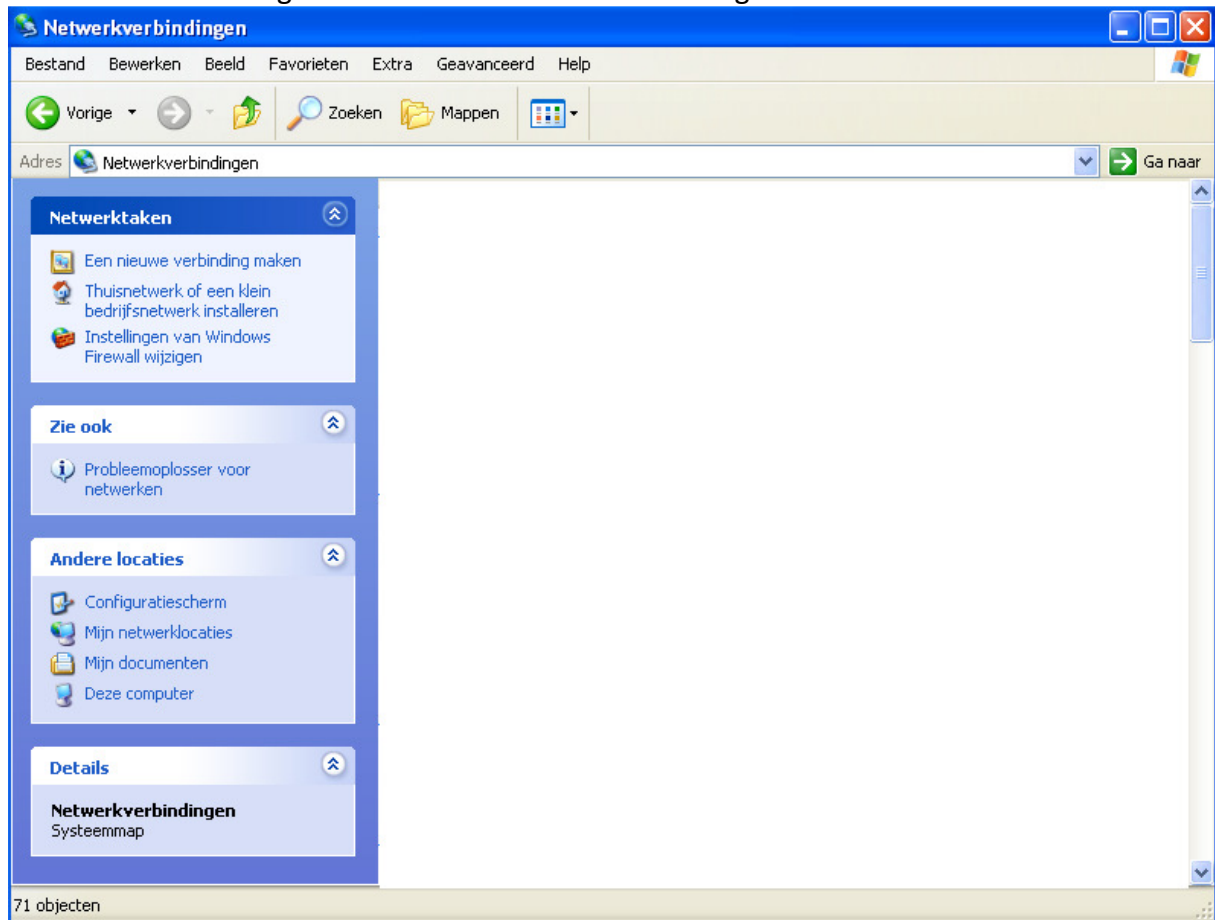 Netwerkverbindingen
Bestand Bewerken Beeld Favorieten Extra Geavanceerd Help
Vorige Zoeken Mappen
Adres Netwerkverbindingen Ga naar
Netwerktaken
Een nieuwe verbinding maken
Thuisnetwerk of een klein
bedrijfsnetwerk installeren
Instellingen van Windows
Firewall wijzigen
Zie ook
Probleemoplosser voor
netwerken
Andere locaties
Configuratiescherm
Mijn netwerklocaties
Mijn documenten
Deze computer
Details
Netwerkverbindingen
Systeemmap
71 objecten